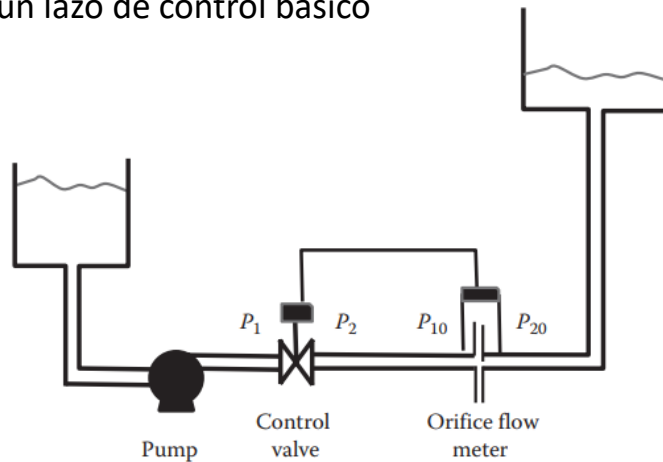 un lazo de control básico
P₁ P₂ P₁₀ P₂₀
Control Orifice flow
Pump valve meter